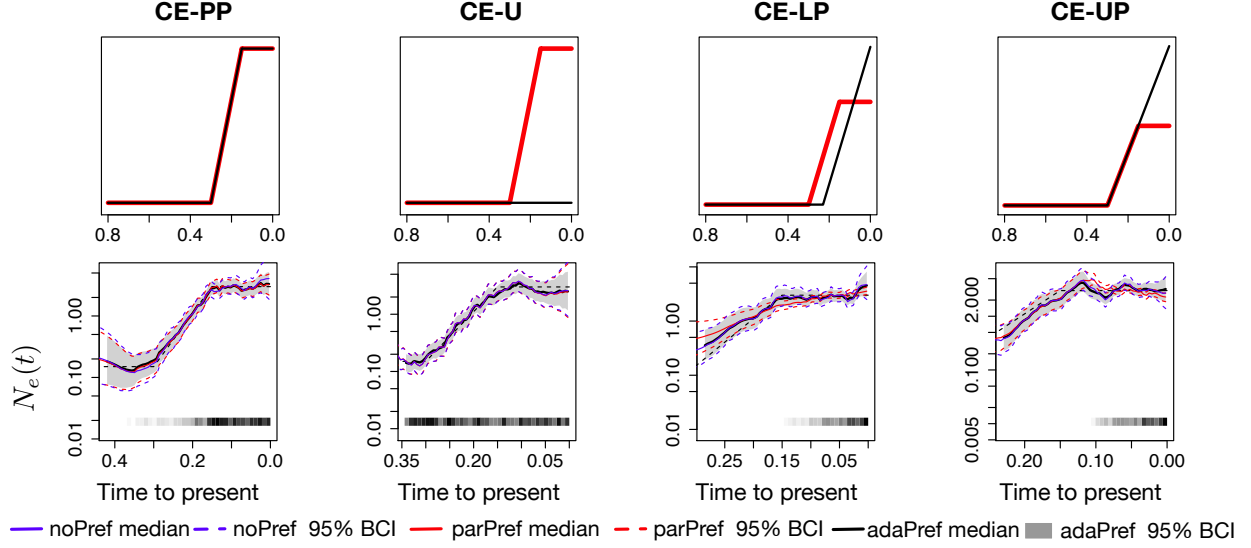 CE-PP CE-U CE-LP CE-UP
0.8 0.4 0.0 0.8 0.4 0.0 0.8 0.4 0.0 0.8 0.4 0.0
N_e(t)
0.01 0.10 1.00
0.01 0.10 1.00
0.01 0.10 1.00
0.005 0.100 2.000
0.4 0.2 0.0 0.35 0.20 0.05 0.25 0.15 0.05 0.20 0.10 0.00
Time to present Time to present Time to present Time to present
noPref median noPref 95% BCI parPref median parPref 95% BCI adaPref median adaPref 95% BCI